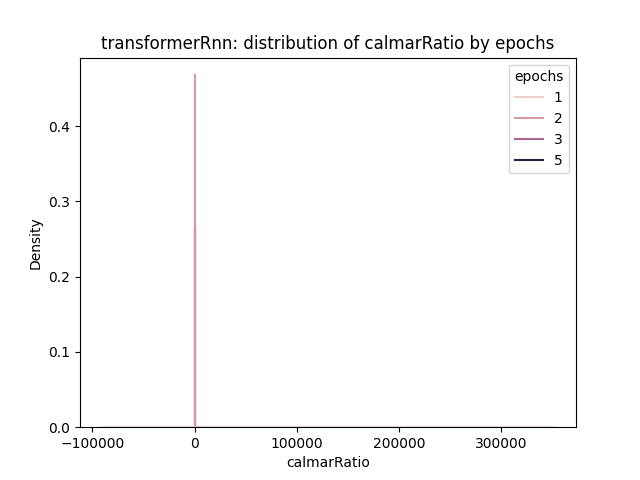 transformerRnn: distribution of calmarRatio by epochs
epochs
1
2
3
5
Density
0.4
0.3
0.2
0.1
0.0
−100000 0 100000 200000 300000
calmarRatio